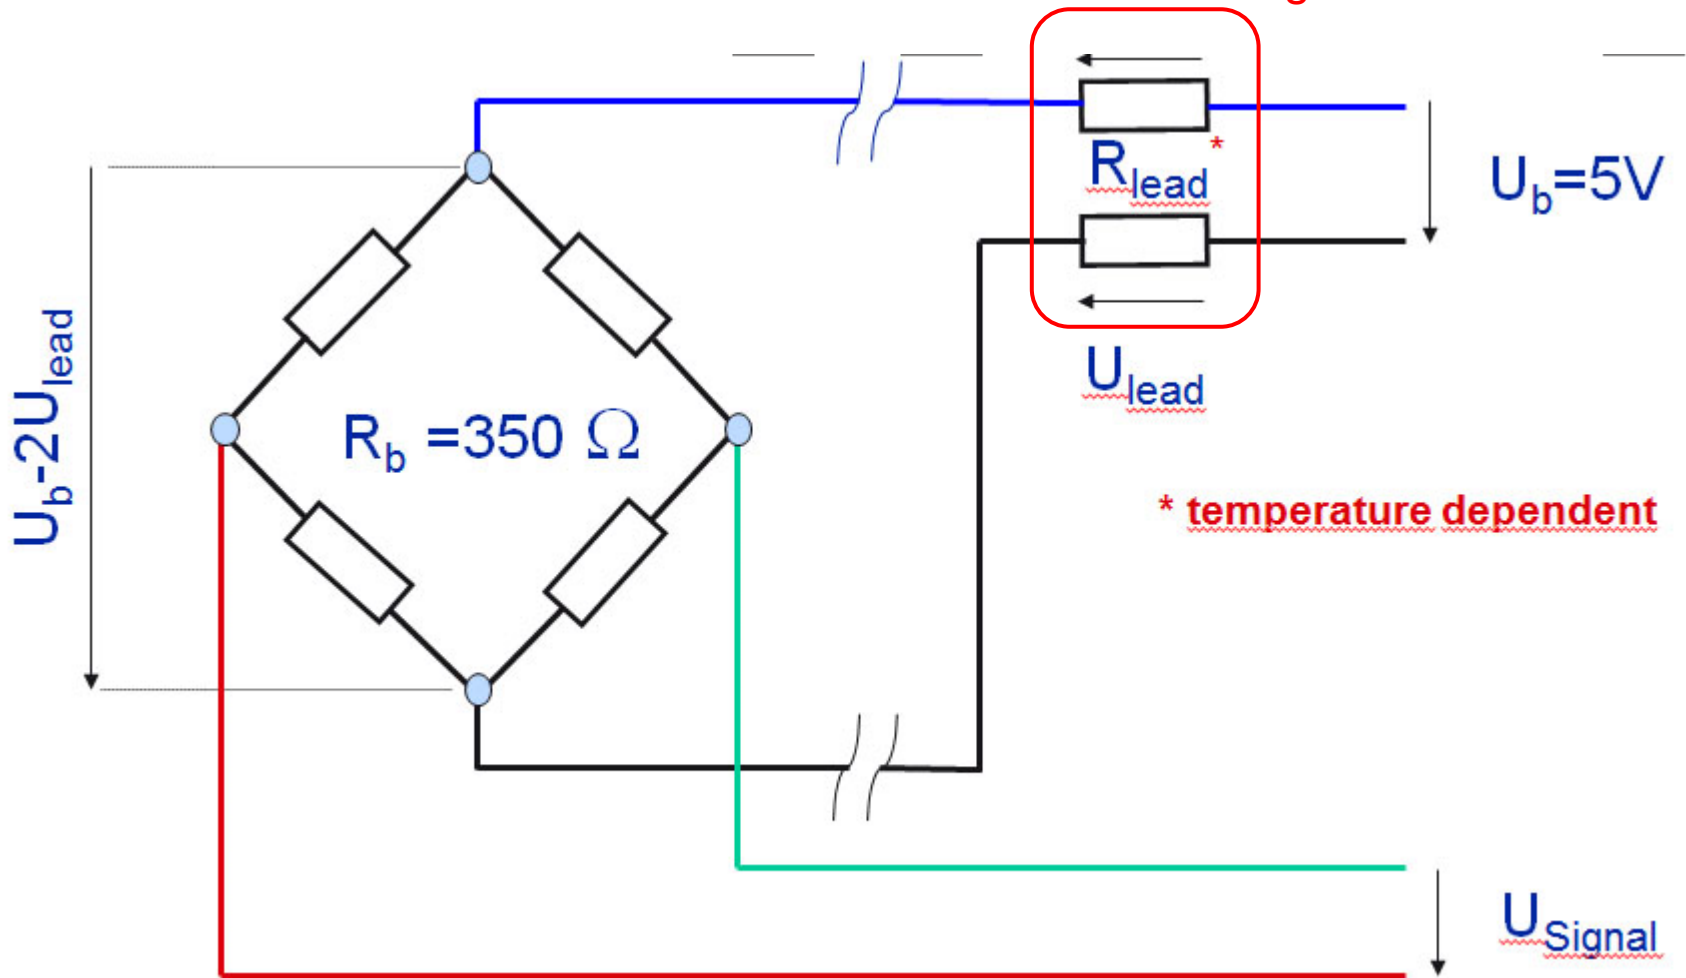 R_lead*
U_b=5V
U_lead
U_b-2U_lead
R_b =350 Ω
* temperature dependent
U_Signal